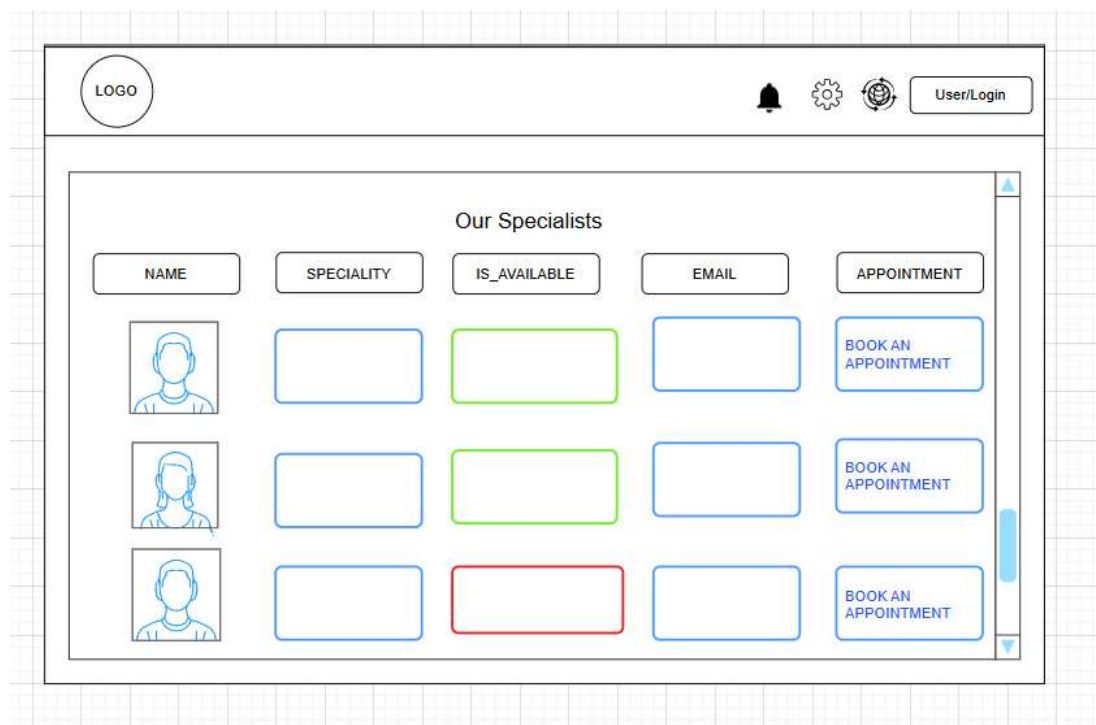 LOGO
User/Login
Our Specialists
NAME
SPECIALITY
IS_AVAILABLE
EMAIL
APPOINTMENT
BOOK AN
APPOINTMENT
BOOK AN
APPOINTMENT
BOOK AN
APPOINTMENT